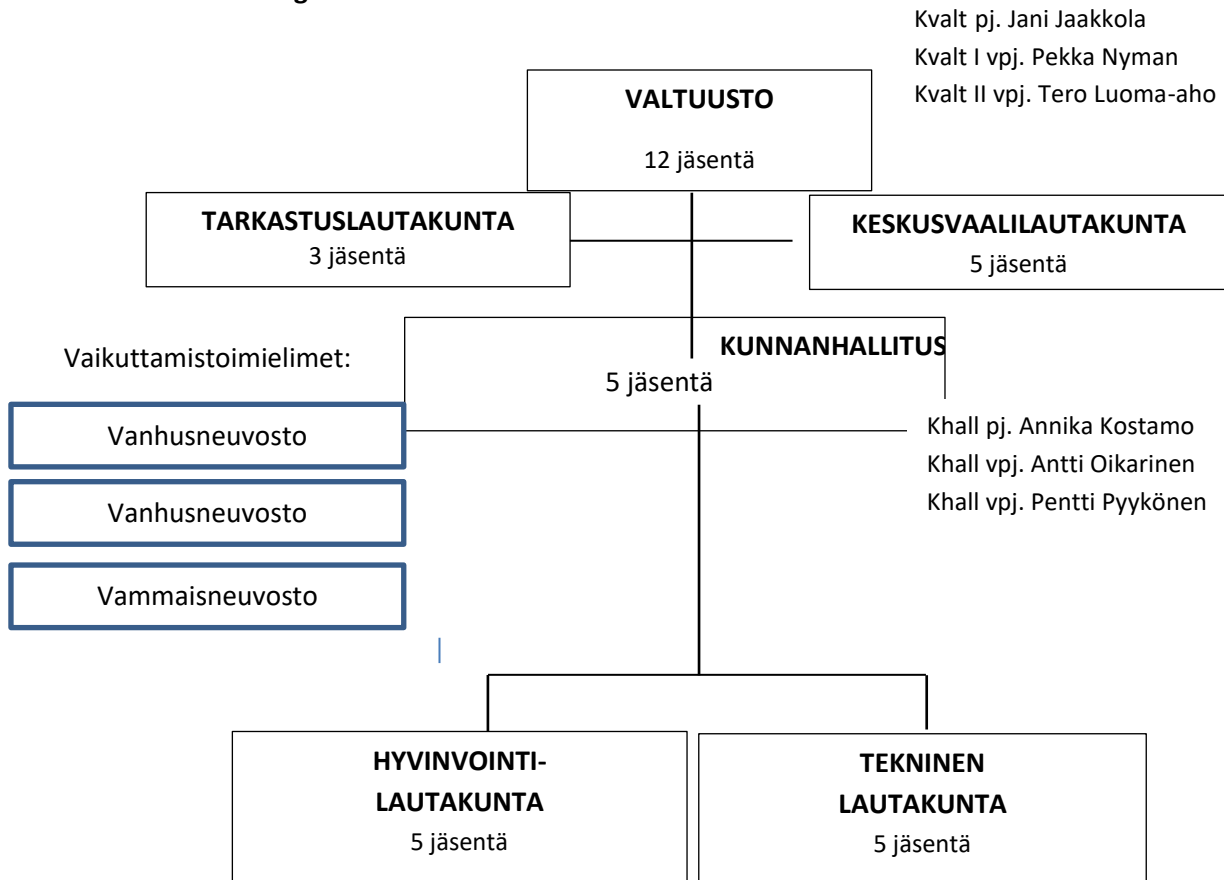 Kvalt pj. Jani Jaakkola
Kvalt I vpj. Pekka Nyman
Kvalt II vpj. Tero Luoma-aho
VALTUUSTO
12 jäsentä
TARKASTUSLAUTAKUNTA
3 jäsentä
KESKUSVAALILAUTAKUNTA
5 jäsentä
KUNNANHALLITUS
5 jäsentä
Vaikuttamistoimielimet:
Vanhusneuvosto
Vanhusneuvosto
Vammaisneuvosto
Khall pj. Annika Kostamo
Khall vpj. Antti Oikarinen
Khall vpj. Pentti Pyykönen
HYVINVOINTI-
LAUTAKUNTA
5 jäsentä
TEKNINEN
LAUTAKUNTA
5 jäsentä